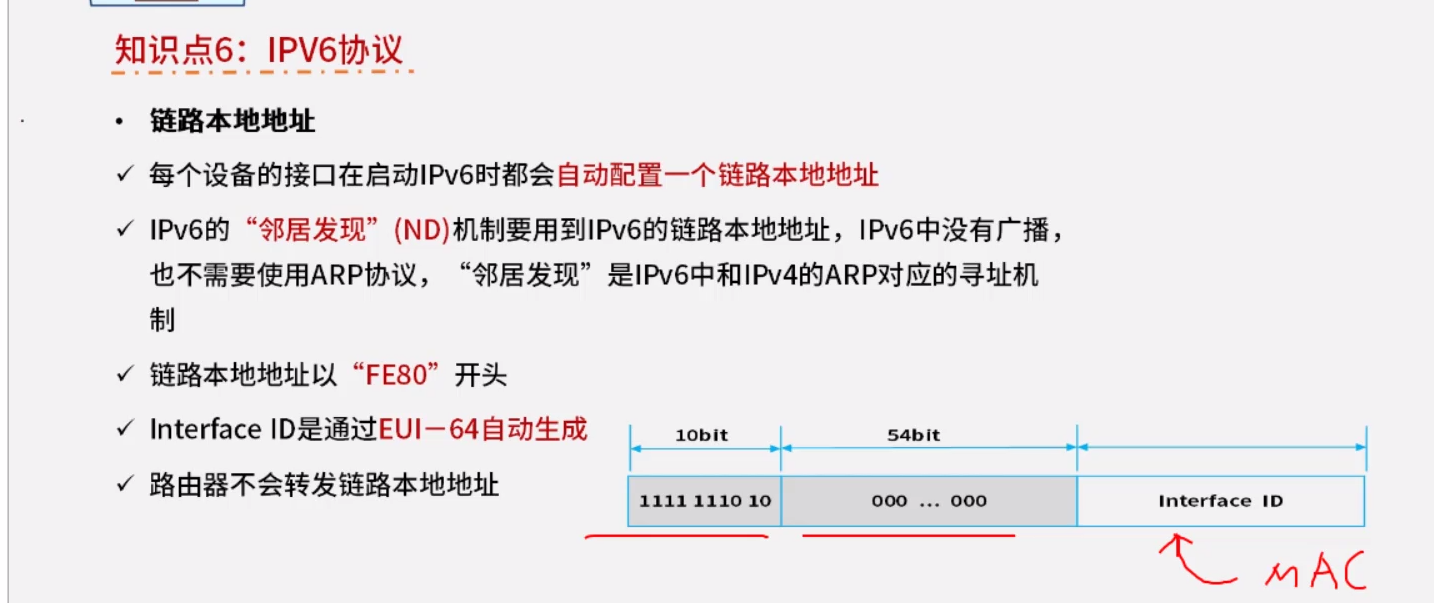 知识点6：IPV6协议
• 链路本地地址
✓ 每个设备的接口在启动IPv6时都会自动配置一个链路本地地址
✓ IPv6的“邻居发现”(ND)机制要用到IPv6的链路本地地址，IPv6中没有广播，
也不需要使用ARP协议，“邻居发现”是IPv6中和IPv4的ARP对应的寻址机
制
✓ 链路本地地址以“FE80”开头
✓ Interface ID是通过EUI－64自动生成
10bit 54bit
✓ 路由器不会转发链路本地地址
1111 1110 10 000 ... 000 Interface ID
MAC